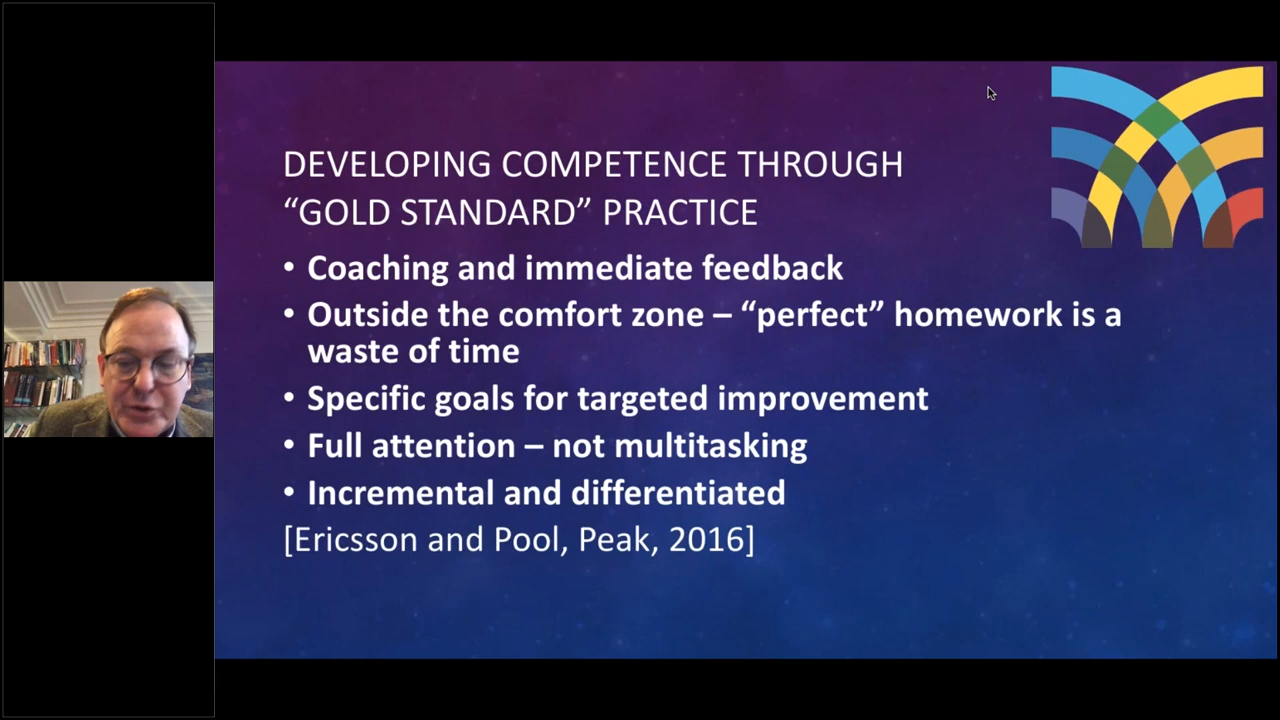 DEVELOPING COMPETENCE THROUGH
“GOLD STANDARD” PRACTICE
• Coaching and immediate feedback
• Outside the comfort zone – “perfect” homework is a
waste of time
• Specific goals for targeted improvement
• Full attention – not multitasking
• Incremental and differentiated
[Ericsson and Pool, Peak, 2016]